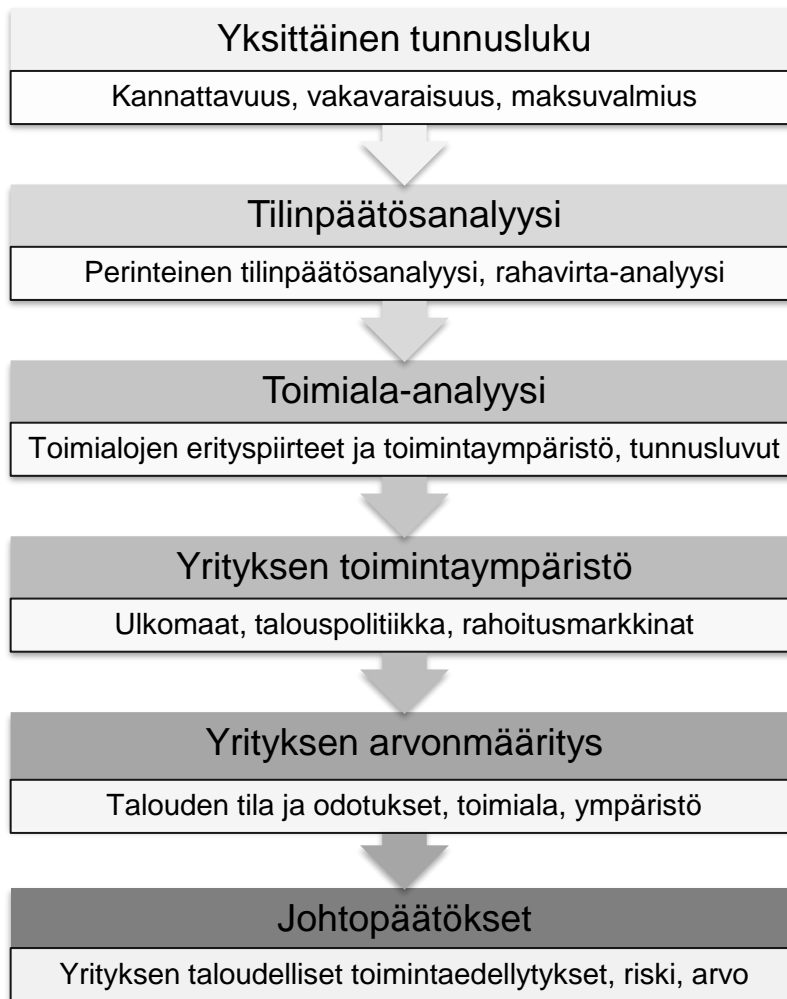 Yksittäinen tunnusluku
Kannattavuus, vakavaraisuus, maksuvalmius
Tilinpäätösanalyysi
Perinteinen tilinpäätösanalyysi, rahavirta-analyysi
Toimiala-analyysi
Toimialojen erityspiirteet ja toimintaympäristö, tunnusluvut
Yrityksen toimintaympäristö
Ulkomaat, talouspolitiikka, rahoitusmarkkinat
Yrityksen arvonmääritys
Talouden tila ja odotukset, toimiala, ympäristö
Johtopäätökset
Yrityksen taloudelliset toimintaedellytykset, riski, arvo